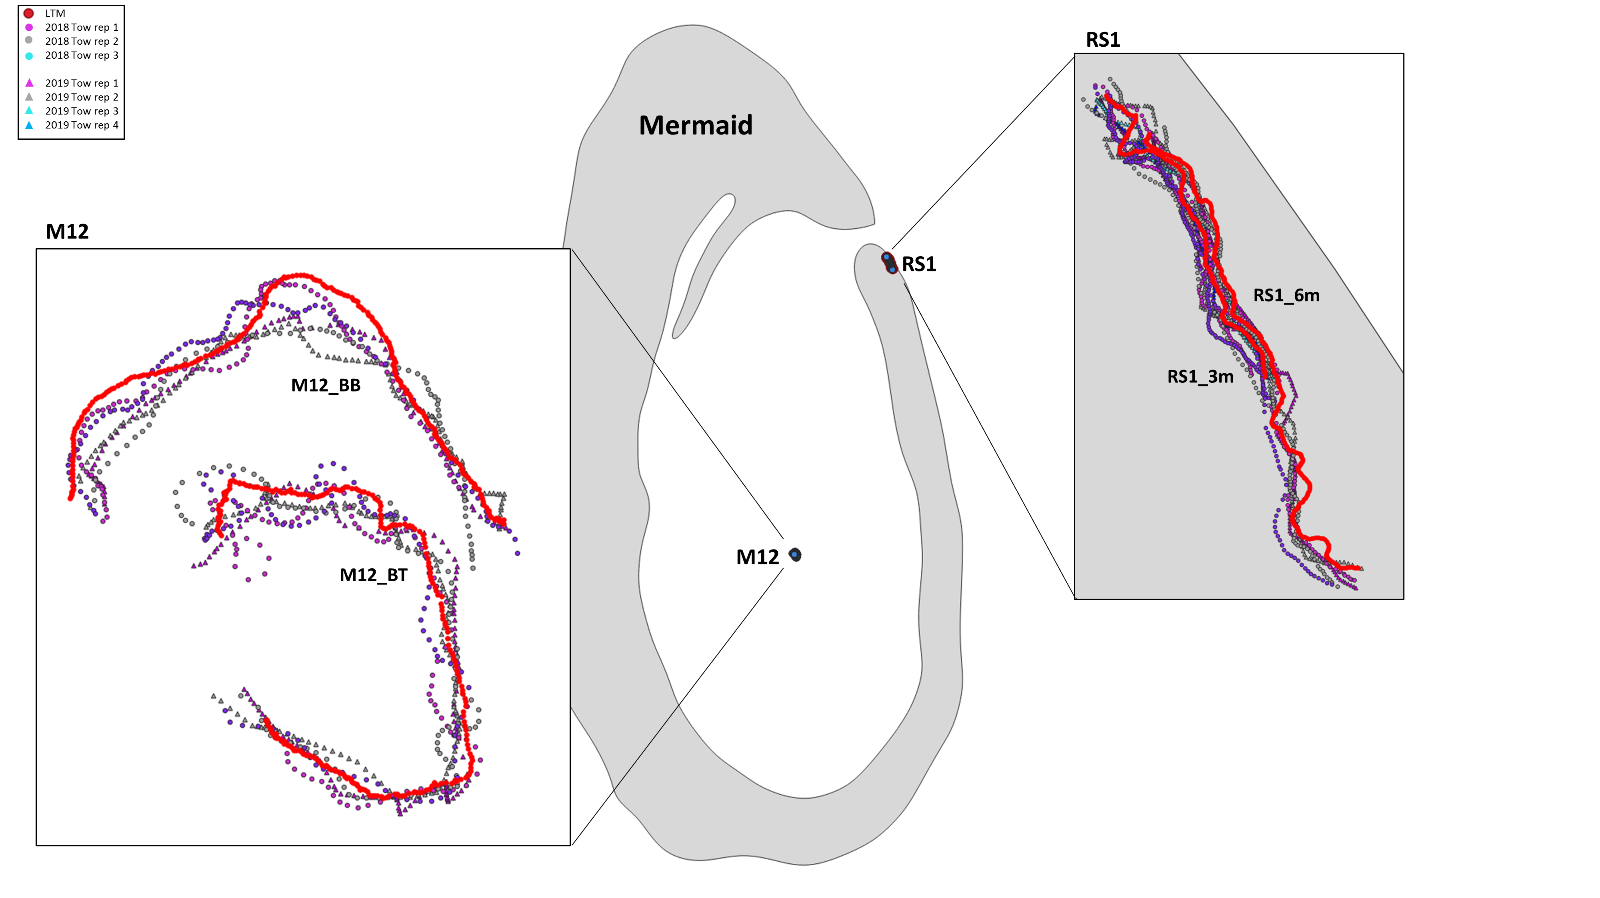 LTM
2018 Tow rep 1
2018 Tow rep 2
2018 Tow rep 3
2019 Tow rep 1
2019 Tow rep 2
2019 Tow rep 3
2019 Tow rep 4
RS1
Mermaid
M12
RS1
RS1_6m
RS1_3m
M12_BB
M12
M12_BT